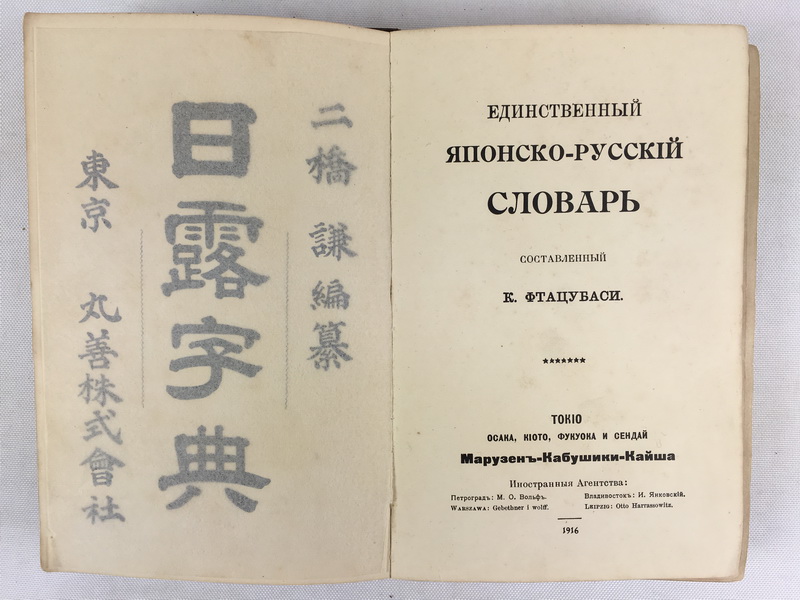 二橋 謙編纂
日露字典
東京 丸善株式會社
ЕДИНСТВЕННЫЙ
ЯПОНСКО-РУССКІЙ
СЛОВАРЬ
СОСТАВЛЕННЫЙ
К. ФТАЦУБАСИ.
*******
ТОКІО
ОСАКА, КІОТО, ФУКУОКА И СЕНДАЙ
Марузенъ-Кабушики-Кайша
Иностранныя Агентства:
Петроградъ: М. О. Вольфъ. Владивостокъ: И. Янковскій.
WARSZAWA: Gebethner i wolff. LEIPZIG: Otto Harrassowitz.
1916